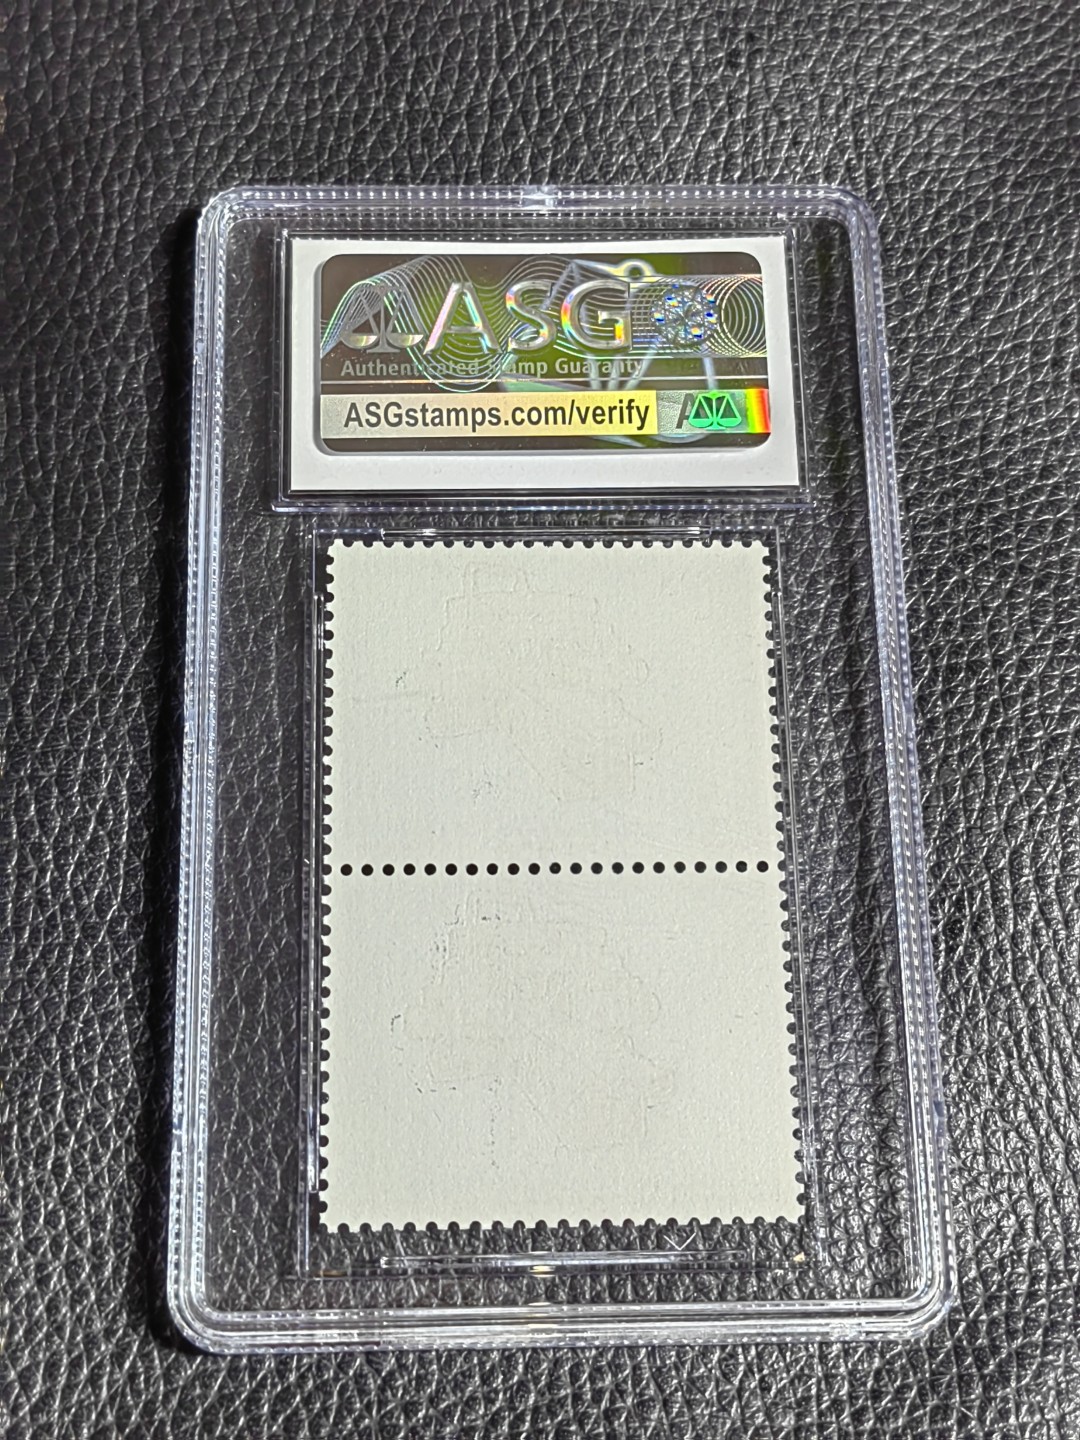 ASG
Authenticated Stamp Guaranty
ASGstamps.com/verify